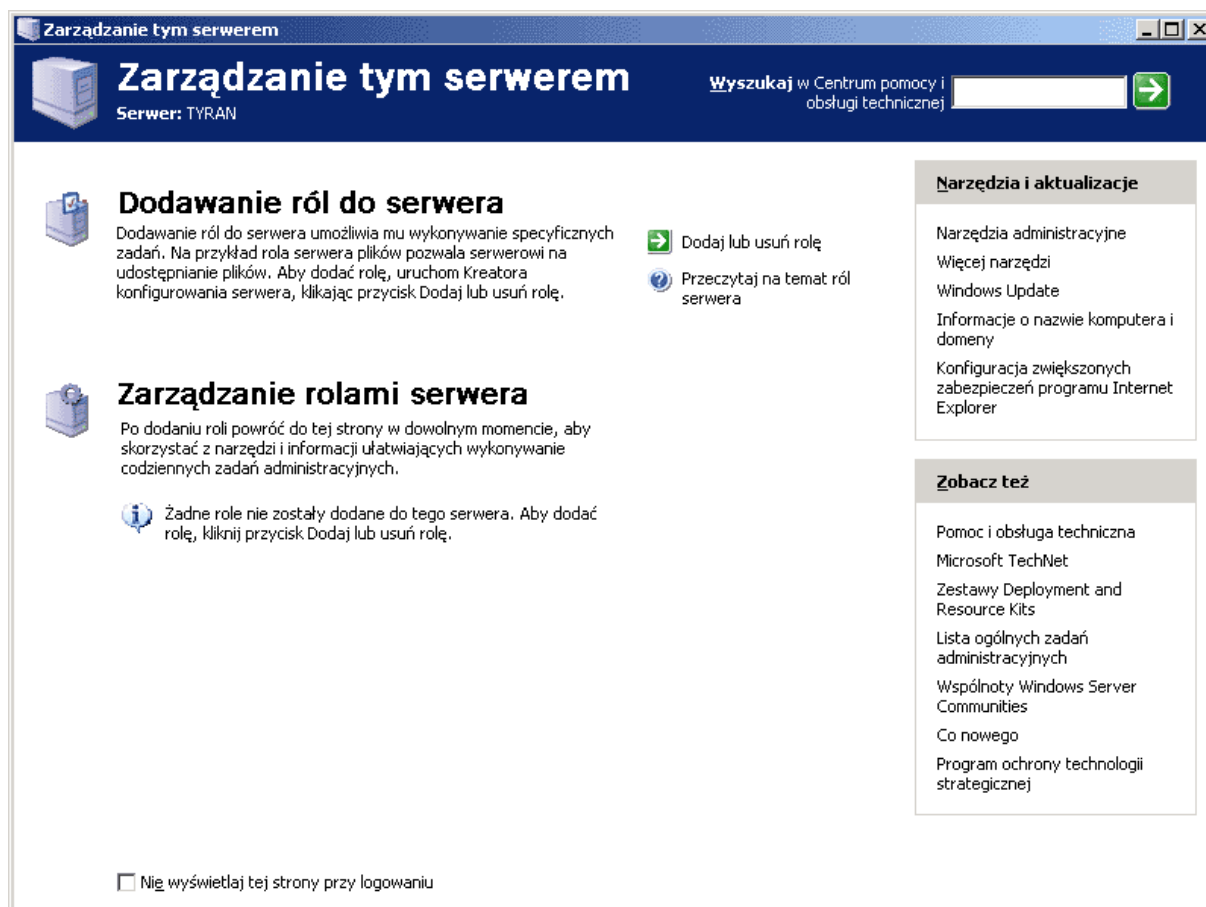 Zarządzanie tym serwerem
Zarządzanie tym serwerem
Serwer: TYRAN
Wyszukaj w Centrum pomocy i
obsługi technicznej
Dodawanie ról do serwera
Dodawanie ról do serwera umożliwia mu wykonywanie specyficznych
zadań. Na przykład rola serwera plików pozwala serwerowi na
udostępnianie plików. Aby dodać rolę, uruchom Kreatora
konfigurowania serwera, klikając przycisk Dodaj lub usuń rolę.
Dodaj lub usuń rolę
Przeczytaj na temat ról
serwera
Zarządzanie rolami serwera
Po dodaniu roli powróć do tej strony w dowolnym momencie, aby
skorzystać z narzędzi i informacji ułatwiających wykonywanie
codziennych zadań administracyjnych.
Żadne role nie zostały dodane do tego serwera. Aby dodać
rolę, kliknij przycisk Dodaj lub usuń rolę.
Narzędzia i aktualizacje
Narzędzia administracyjne
Więcej narzędzi
Windows Update
Informacje o nazwie komputera i
domeny
Konfiguracja zwiększonych
zabezpieczeń programu Internet
Explorer
Zobacz też
Pomoc i obsługa techniczna
Microsoft TechNet
Zestawy Deployment and
Resource Kits
Lista ogólnych zadań
administracyjnych
Wspólnoty Windows Server
Communities
Co nowego
Program ochrony technologii
strategicznej
Nie wyświetlaj tej strony przy logowaniu